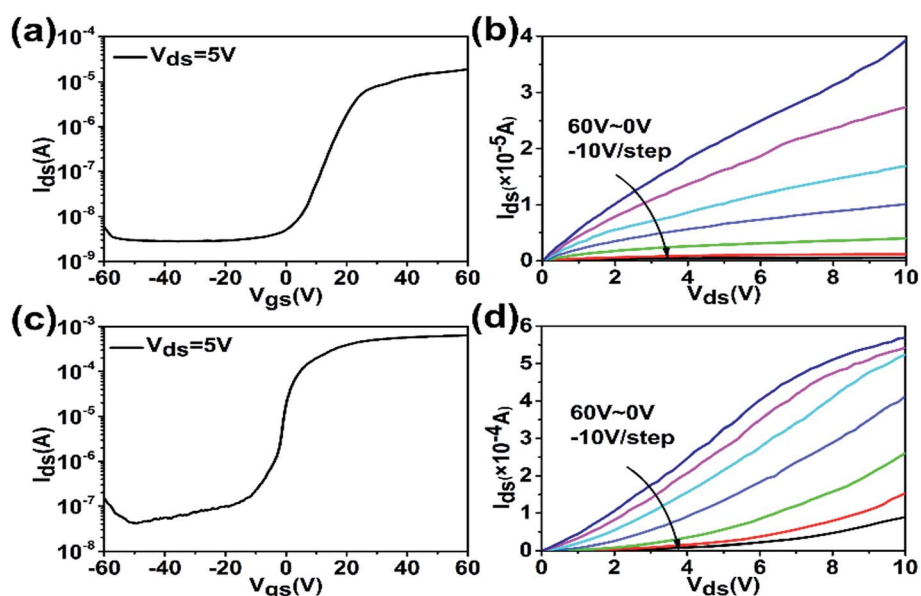 (a)
10⁻⁴
10⁻⁵
10⁻⁶
10⁻⁷
10⁻⁸
10⁻⁹
Ids(A)
Vds=5V
-60 -40 -20 0 20 40 60
Vgs(V)
(b)
4
3
2
1
0
Ids(×10⁻⁵A)
60V~0V
-10V/step
0 2 4 6 8 10
Vds(V)
(c)
10⁻³
10⁻⁴
10⁻⁵
10⁻⁶
10⁻⁷
10⁻⁸
Ids(A)
Vds=5V
-60 -40 -20 0 20 40 60
Vgs(V)
(d)
6
5
4
3
2
1
0
Ids(×10⁻⁴A)
60V~0V
-10V/step
0 2 4 6 8 10
Vds(V)